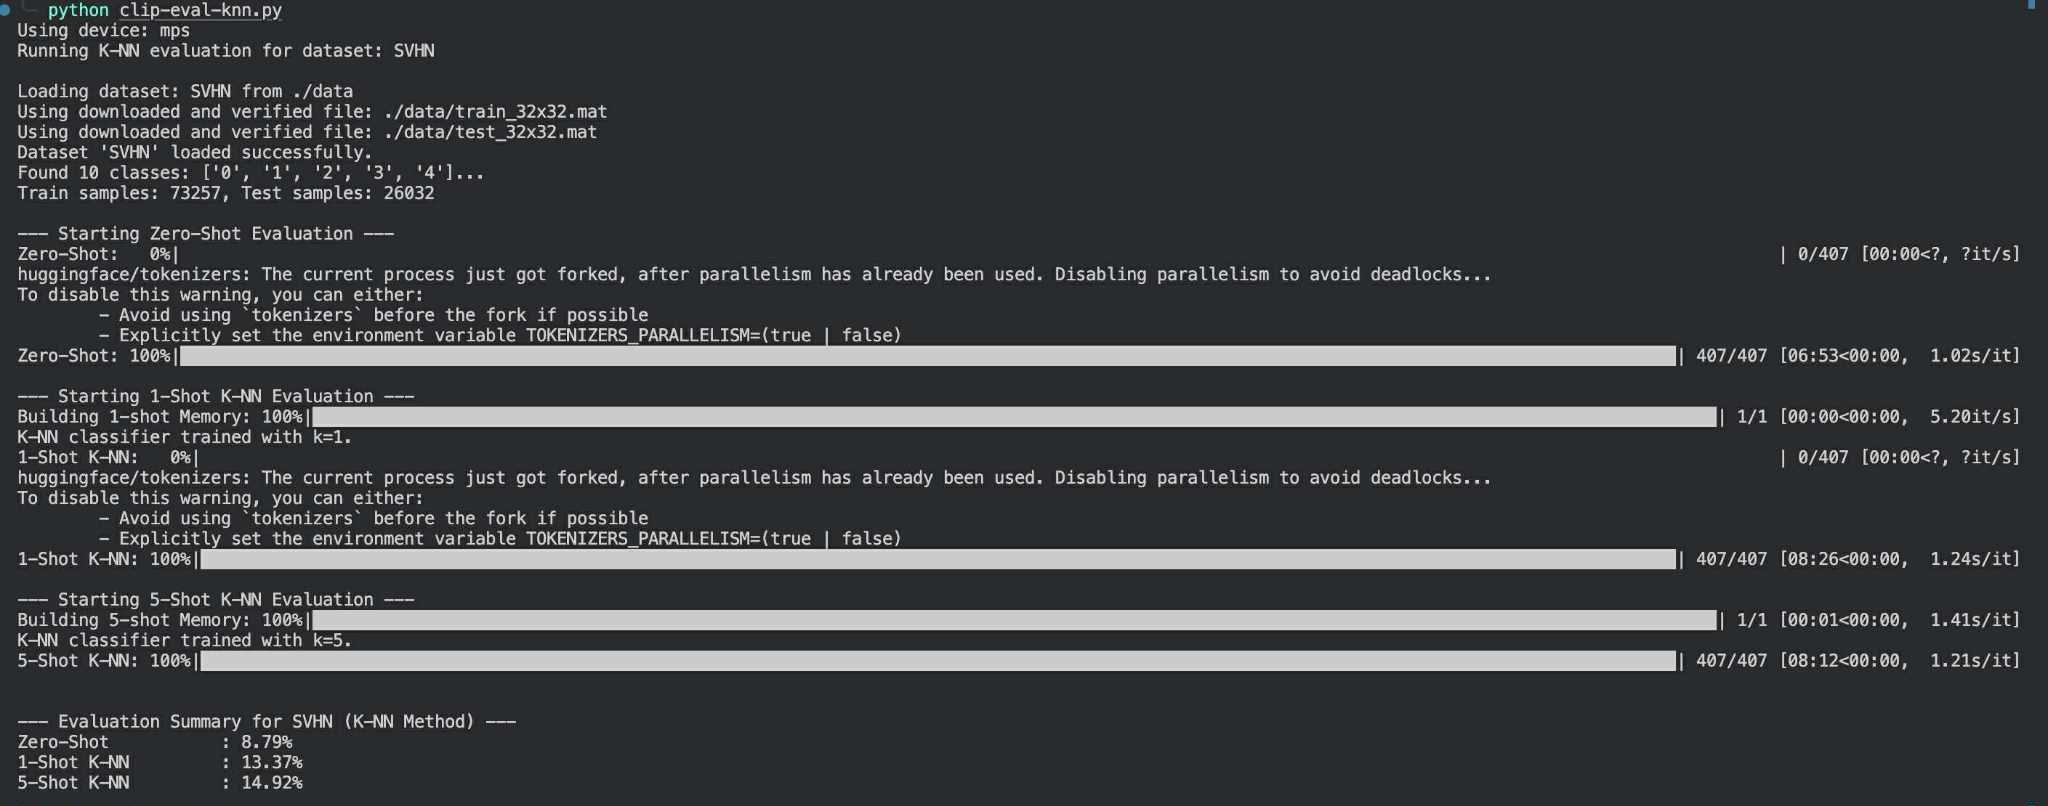 python clip-eval-knn.py
Using device: mps
Running K-NN evaluation for dataset: SVHN
Loading dataset: SVHN from ./data
Using downloaded and verified file: ./data/train_32x32.mat
Using downloaded and verified file: ./data/test_32x32.mat
Dataset 'SVHN' loaded successfully.
Found 10 classes: ['0', '1', '2', '3', '4']...
Train samples: 73257, Test samples: 26032
--- Starting Zero-Shot Evaluation ---
Zero-Shot:   0%| | 0/407 [00:00<?, ?it/s]
huggingface/tokenizers: The current process just got forked, after parallelism has already been used. Disabling parallelism to avoid deadlocks...
To disable this warning, you can either:
- Avoid using `tokenizers` before the fork if possible
- Explicitly set the environment variable TOKENIZERS_PARALLELISM=(true | false)
Zero-Shot: 100%| | 407/407 [06:53<00:00,  1.02s/it]
--- Starting 1-Shot K-NN Evaluation ---
Building 1-shot Memory: 100%| | 1/1 [00:00<00:00,  5.20it/s]
K-NN classifier trained with k=1.
1-Shot K-NN:   0%| | 0/407 [00:00<?, ?it/s]
huggingface/tokenizers: The current process just got forked, after parallelism has already been used. Disabling parallelism to avoid deadlocks...
To disable this warning, you can either:
- Avoid using `tokenizers` before the fork if possible
- Explicitly set the environment variable TOKENIZERS_PARALLELISM=(true | false)
1-Shot K-NN: 100%| | 407/407 [08:26<00:00,  1.24s/it]
--- Starting 5-Shot K-NN Evaluation ---
Building 5-shot Memory: 100%| | 1/1 [00:01<00:00,  1.41s/it]
K-NN classifier trained with k=5.
5-Shot K-NN: 100%| | 407/407 [08:12<00:00,  1.21s/it]
--- Evaluation Summary for SVHN (K-NN Method) ---
Zero-Shot : 8.79%
1-Shot K-NN : 13.37%
5-Shot K-NN : 14.92%